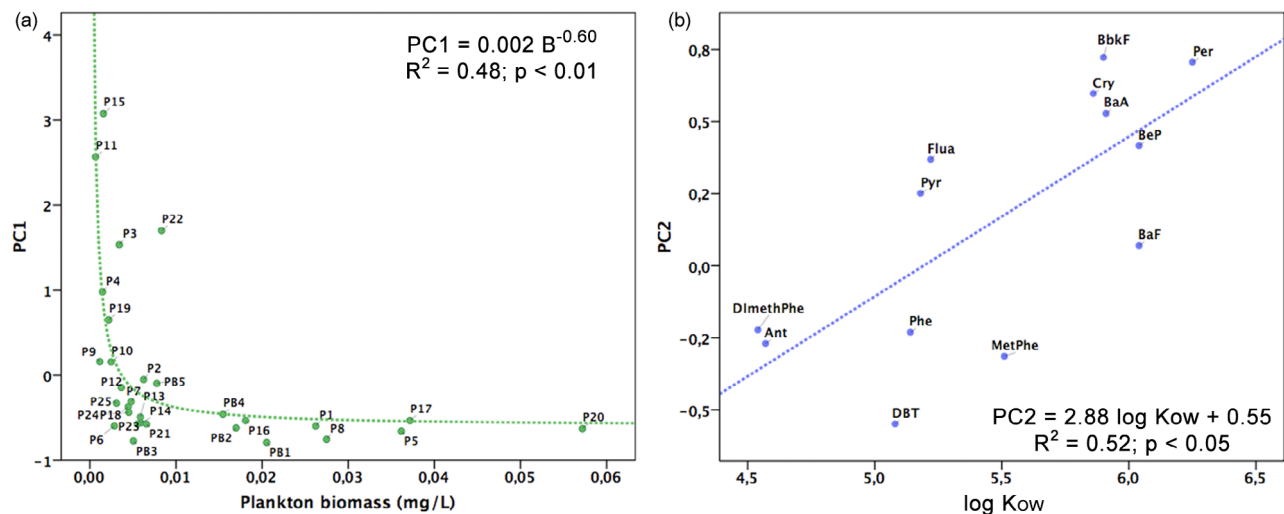 (a)
PC1 = 0.002 B^-0.60
R² = 0.48; p < 0.01
PC1
4
3
2
1
0
-1
P15
P11
P22
P3
P4
P19
P9
P10
P2
PB5
P12
P7
P13
P25
P24
P18
P14
P6
P23
P21
PB3
PB4
PB2
P16
PB1
P1
P8
P17
P5
P20
0,00
0,01
0,02
0,03
0,04
0,05
0,06
Plankton biomass (mg/L)
(b)
PC2
0,8
0,5
0,2
0,0
−0,2
−0,5
BbkF
Per
Cry
BaA
BeP
Flua
Pyr
BaF
DImethPhe
Ant
Phe
MetPhe
DBT
PC2 = 2.88 log Kow + 0.55
R² = 0.52; p < 0.05
4,5
5,0
5,5
6,0
6,5
log Kow